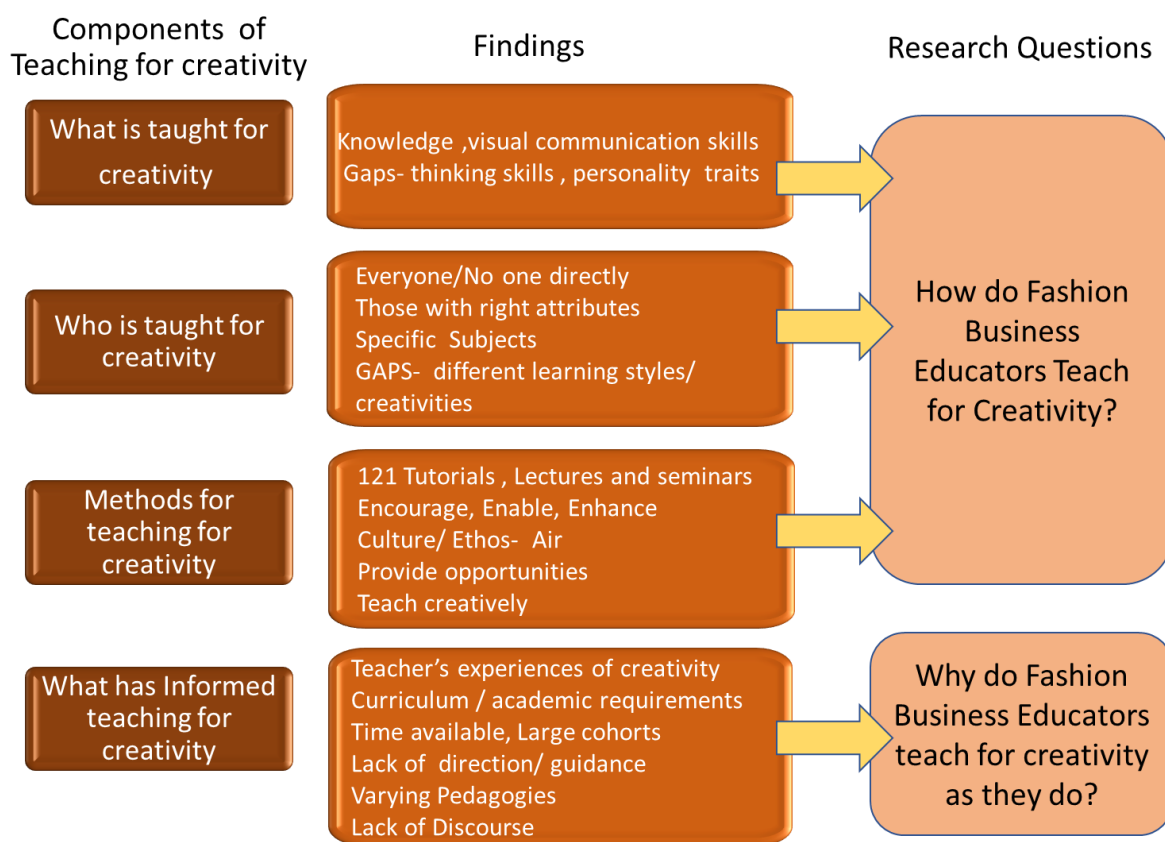 Components of
Teaching for creativity
Findings
Research Questions
What is taught for
creativity
Knowledge ,visual communication skills
Gaps- thinking skills , personality traits
Who is taught for
creativity
Everyone/No one directly
Those with right attributes
Specific Subjects
GAPS- different learning styles/
creativities
How do Fashion
Business
Educators Teach
for Creativity?
Methods for
teaching for
creativity
121 Tutorials , Lectures and seminars
Encourage, Enable, Enhance
Culture/ Ethos- Air
Provide opportunities
Teach creatively
What has Informed
teaching for
creativity
Teacher’s experiences of creativity
Curriculum / academic requirements
Time available, Large cohorts
Lack of direction/ guidance
Varying Pedagogies
Lack of Discourse
Why do Fashion
Business Educators
teach for creativity
as they do?